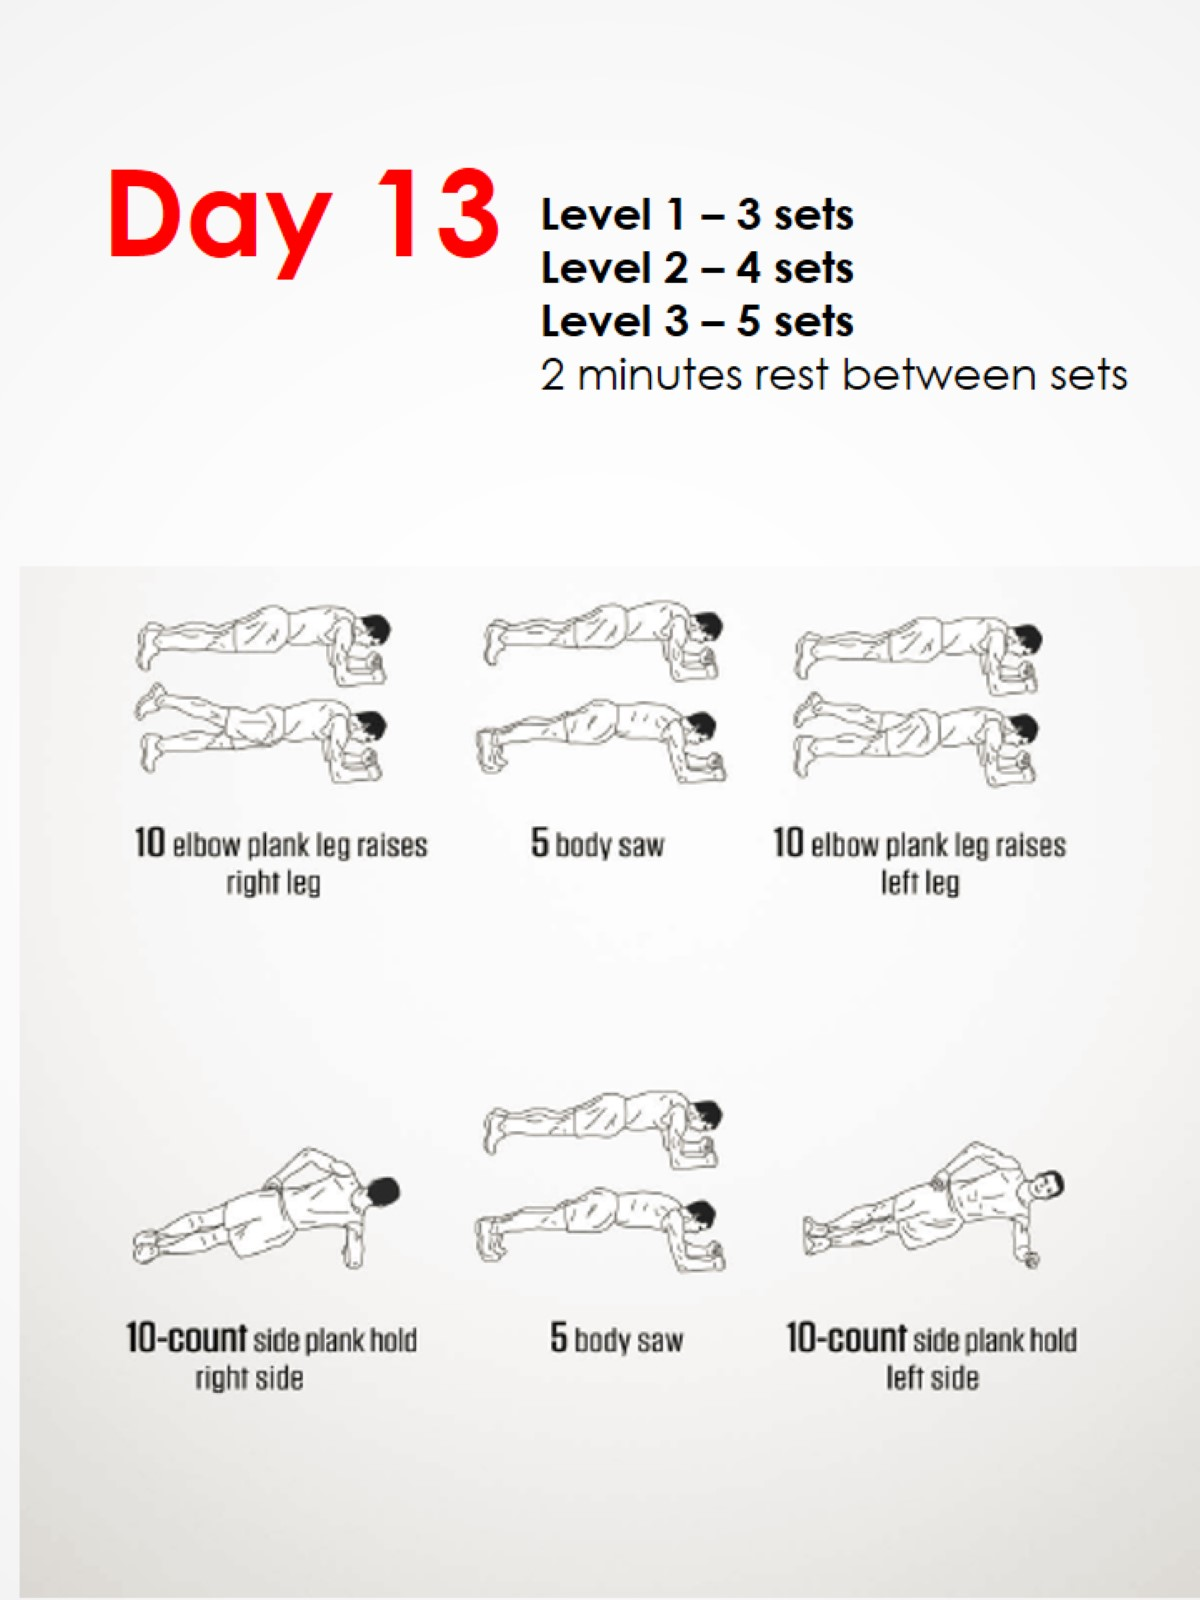 Day 13
Level 1 – 3 sets
Level 2 – 4 sets
Level 3 – 5 sets
2 minutes rest between sets
10 elbow plank leg raises
right leg
5 body saw
10 elbow plank leg raises
left leg
10-count side plank hold
right side
5 body saw
10-count side plank hold
left side